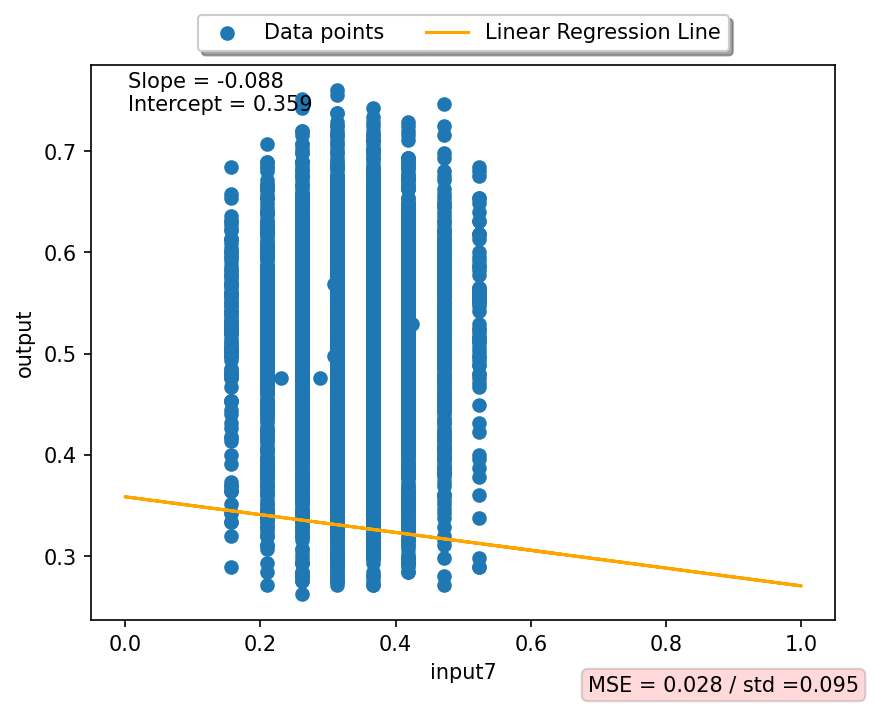 Data points
Linear Regression Line
Slope = -0.088
Intercept = 0.359
output
0.7
0.6
0.5
0.4
0.3
0.0 0.2 0.4 0.6 0.8 1.0
input7
MSE = 0.028 / std =0.095